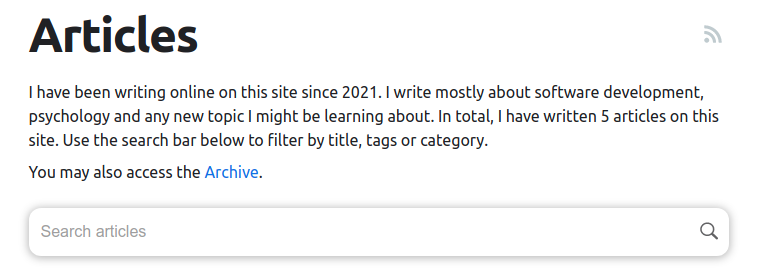 Articles
I have been writing online on this site since 2021. I write mostly about software development,
psychology and any new topic I might be learning about. In total, I have written 5 articles on this
site. Use the search bar below to filter by title, tags or category.
You may also access the Archive.
Search articles